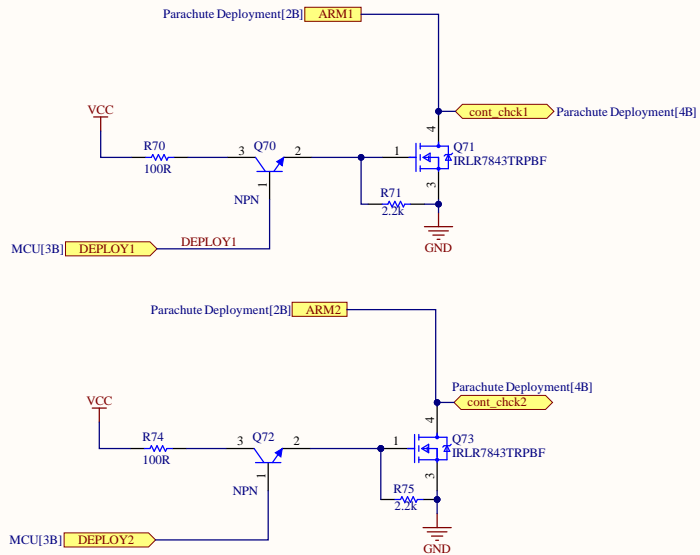 Parachute Deployment[2B] ARM1
cont_chck1 Parachute Deployment[4B]
VCC
R70
100R
3 Q70 2
1
NPN
1
4
3
Q71
IRLR7843TRPBF
R71
2.2k
GND
MCU[3B] DEPLOY1 DEPLOY1
Parachute Deployment[2B] ARM2
Parachute Deployment[4B]
cont_chck2
VCC
R74
100R
3 Q72 2
1
NPN
1
4
3
Q73
IRLR7843TRPBF
R75
2.2k
GND
MCU[3B] DEPLOY2